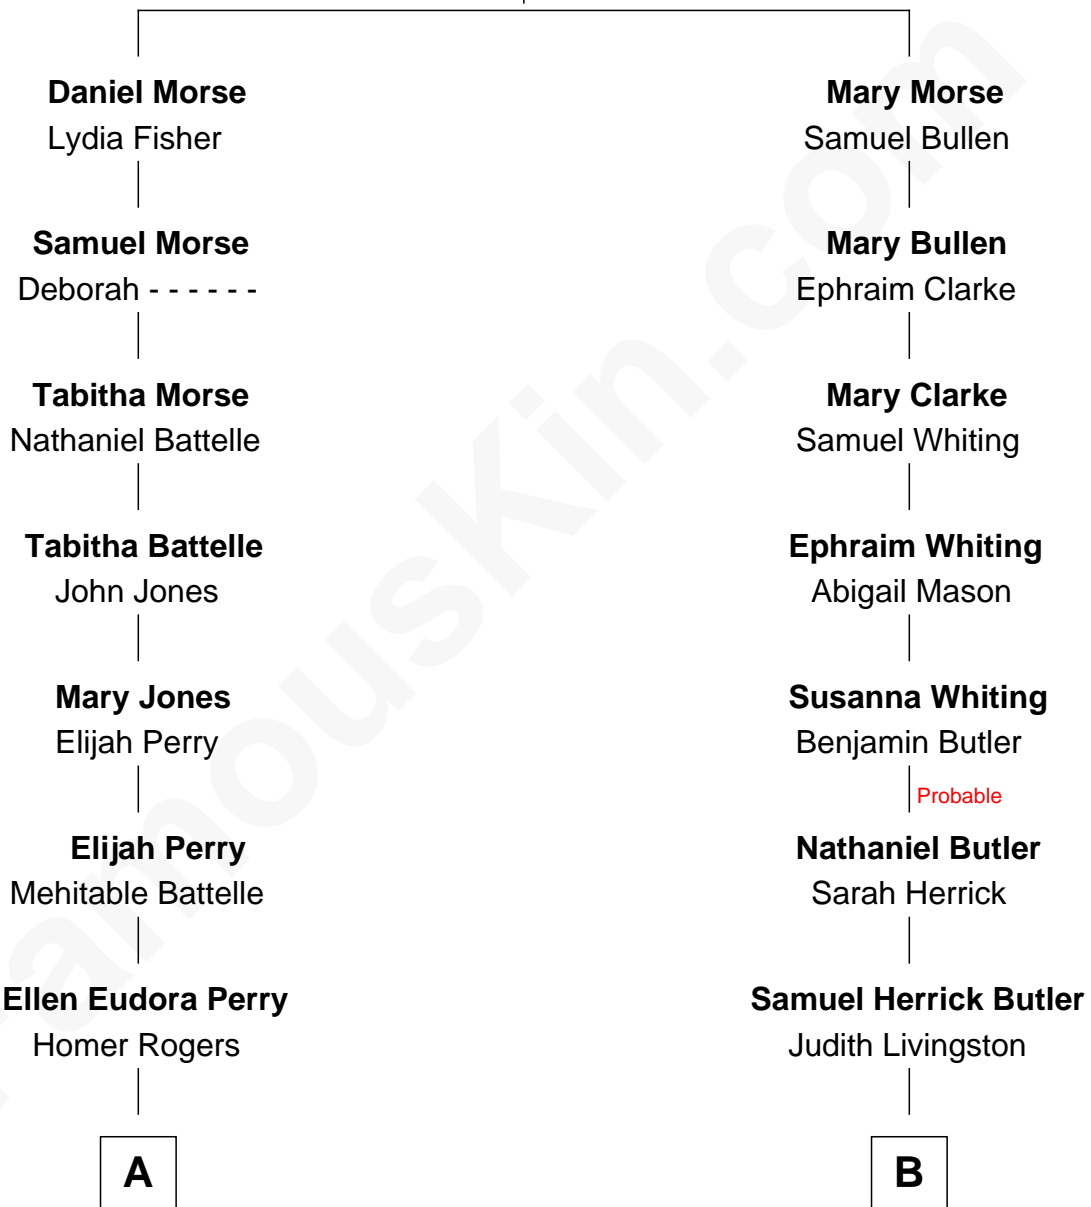 Daniel Morse
Lydia Fisher
Samuel Morse
Deborah - - - - - -
Tabitha Morse
Nathaniel Battelle
Tabitha Battelle
John Jones
Mary Jones
Elijah Perry
Elijah Perry
Mehitable Battelle
Ellen Eudora Perry
Homer Rogers
A
Mary Morse
Samuel Bullen
Mary Bullen
Ephraim Clarke
Mary Clarke
Samuel Whiting
Ephraim Whiting
Abigail Mason
Susanna Whiting
Benjamin Butler
Probable
Nathaniel Butler
Sarah Herrick
Samuel Herrick Butler
Judith Livingston
B
FamousKin.com